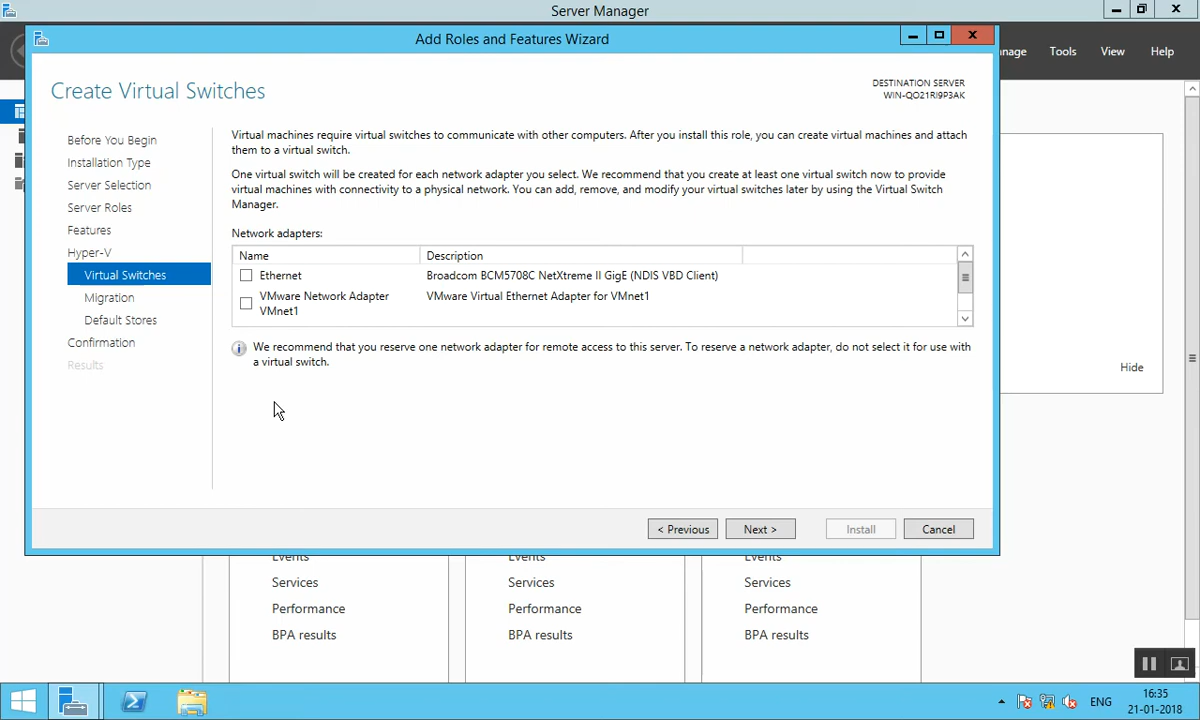 Server Manager
Add Roles and Features Wizard
nage
Tools
View
Help
Create Virtual Switches
DESTINATION SERVER
WIN-QO21RI9P3AK
Before You Begin
Installation Type
Server Selection
Server Roles
Features
Hyper-V
Virtual Switches
Migration
Default Stores
Confirmation
Results
Virtual machines require virtual switches to communicate with other computers. After you install this role, you can create virtual machines and attach
them to a virtual switch.
One virtual switch will be created for each network adapter you select. We recommend that you create at least one virtual switch now to provide
virtual machines with connectivity to a physical network. You can add, remove, and modify your virtual switches later by using the Virtual Switch
Manager.
Network adapters:
Name
Description
Ethernet
Broadcom BCM5708C NetXtreme II GigE (NDIS VBD Client)
VMware Network Adapter
VMnet1
VMware Virtual Ethernet Adapter for VMnet1
We recommend that you reserve one network adapter for remote access to this server. To reserve a network adapter, do not select it for use with
a virtual switch.
Hide
< Previous
Next >
Install
Cancel
Events
Services
Performance
BPA results
Events
Services
Performance
BPA results
Events
Services
Performance
BPA results
ENG
16:35
21-01-2018